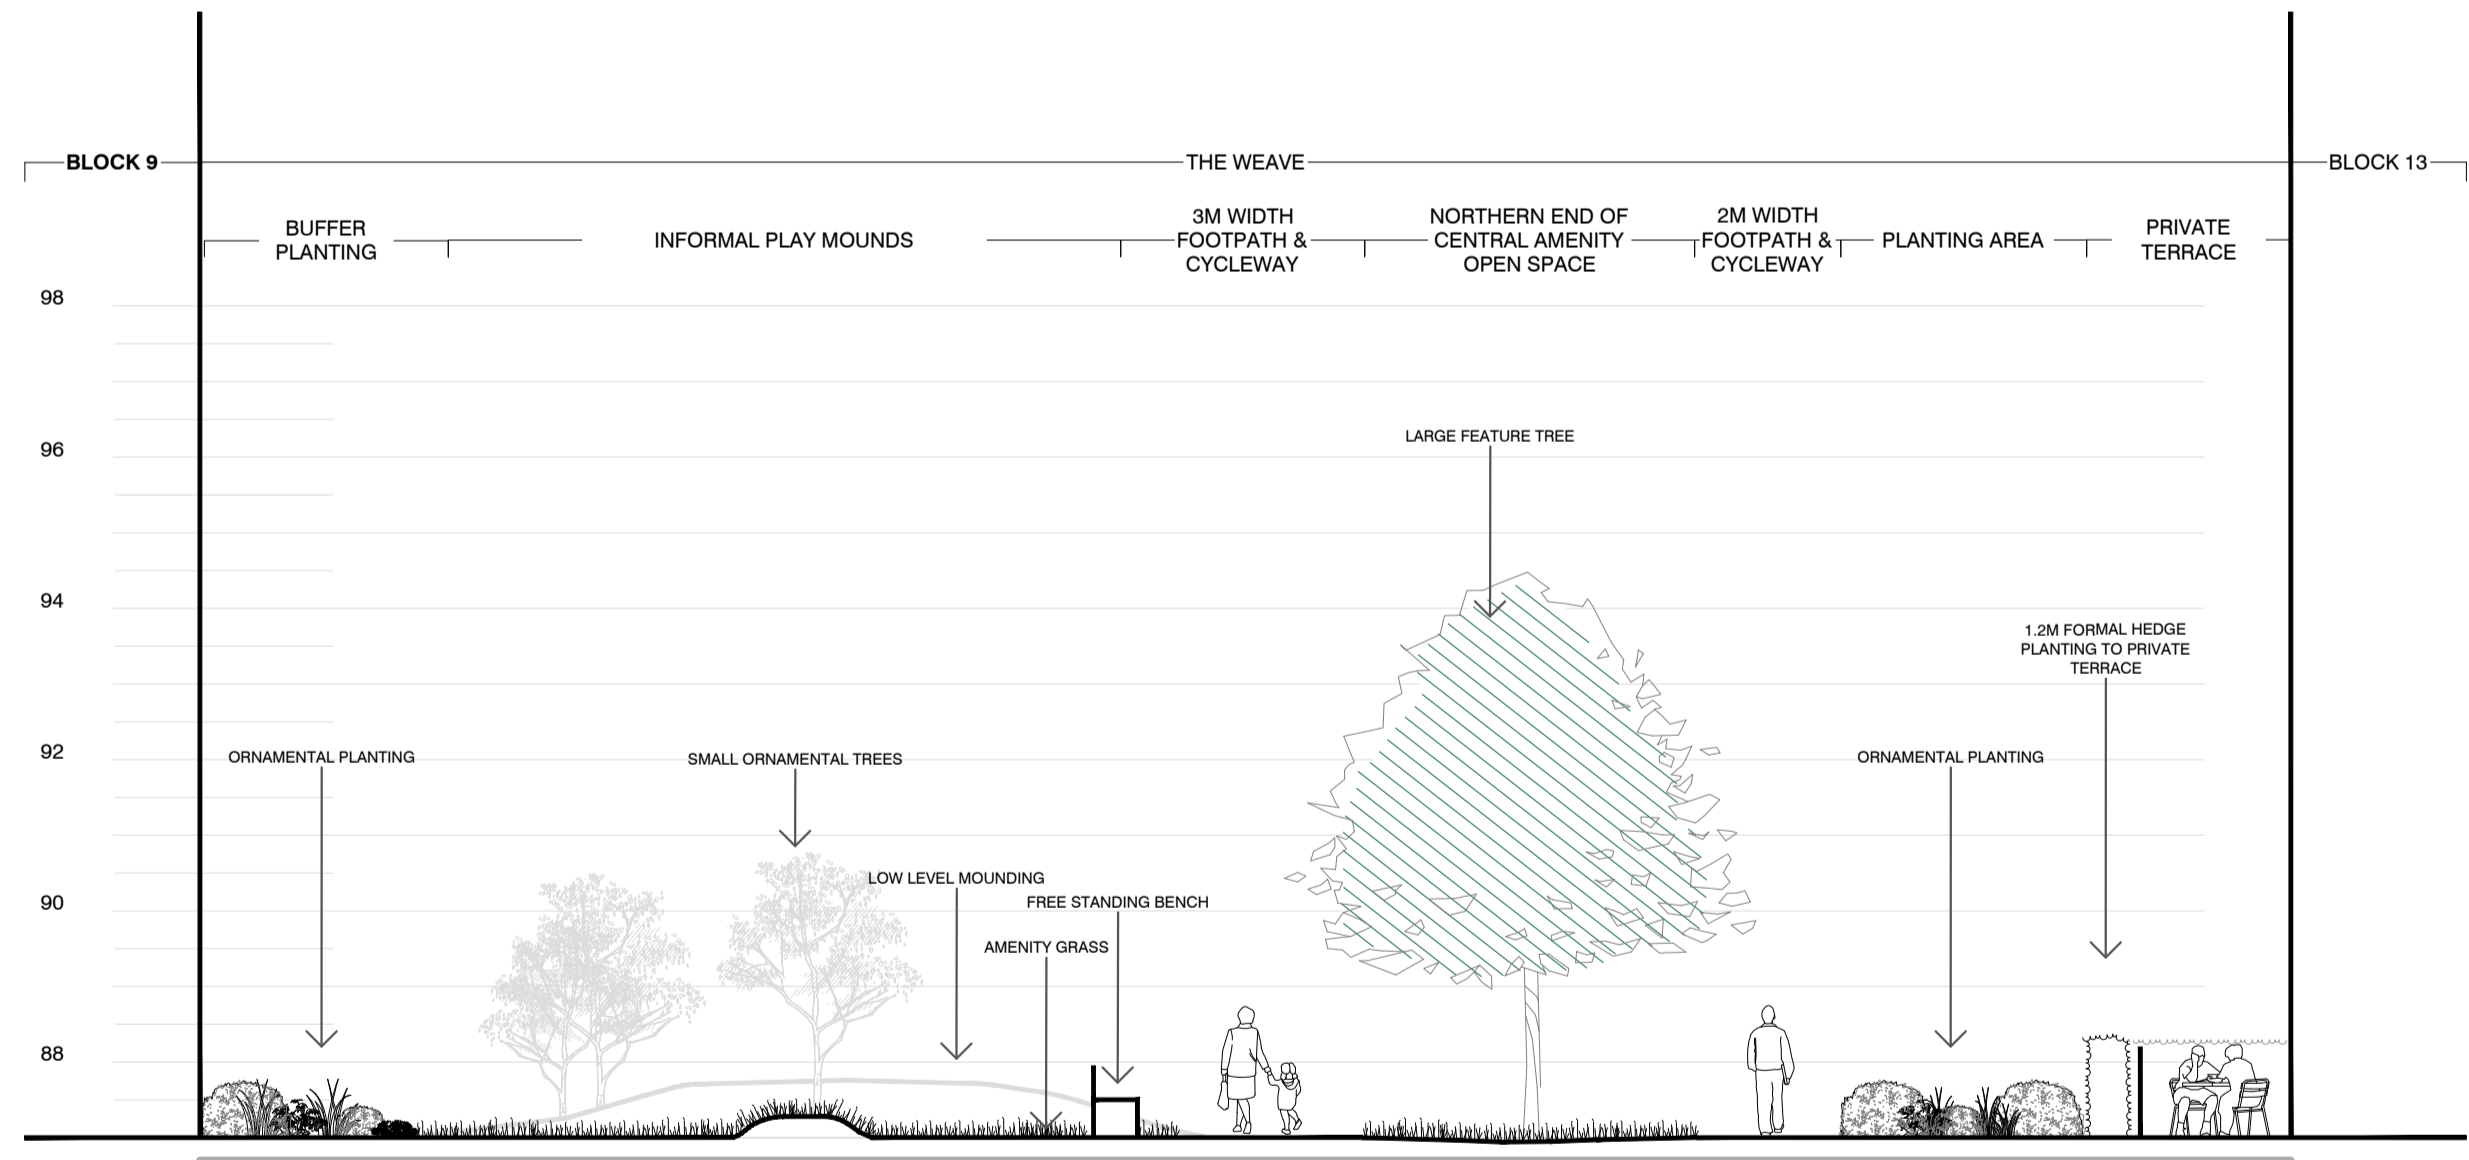 BLOCK 9
THE WEAVE
BLOCK 13
BUFFER
PLANTING
INFORMAL PLAY MOUNDS
3M WIDTH
FOOTPATH &
CYCLEWAY
NORTHERN END OF
CENTRAL AMENITY
OPEN SPACE
2M WIDTH
FOOTPATH &
CYCLEWAY
PLANTING AREA
PRIVATE
TERRACE
98
96
94
92
90
88
LARGE FEATURE TREE
1.2M FORMAL HEDGE
PLANTING TO PRIVATE
TERRACE
ORNAMENTAL PLANTING
SMALL ORNAMENTAL TREES
ORNAMENTAL PLANTING
LOW LEVEL MOUNDING
FREE STANDING BENCH
AMENITY GRASS